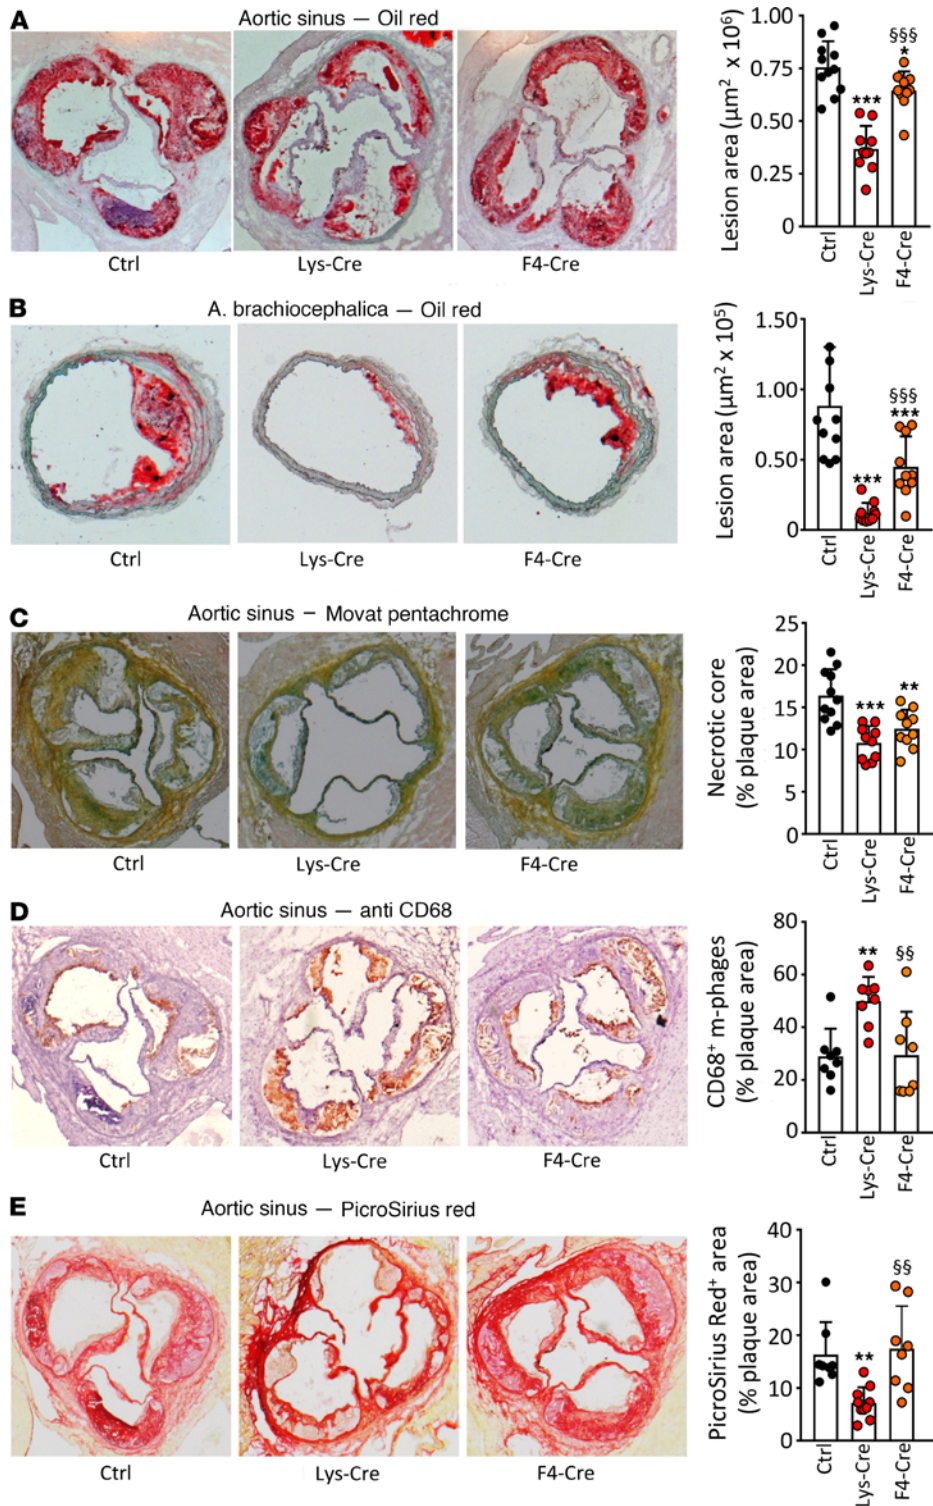 A
Aortic sinus – Oil red
Ctrl
Lys-Cre
F4-Cre
Lesion area (µm² x 10⁶)
1.00
0.75
0.50
0.25
0
***
§§§
*
Ctrl
Lys-Cre
F4-Cre
B
A. brachiocephalica – Oil red
Ctrl
Lys-Cre
F4-Cre
Lesion area (µm² x 10⁵)
1.50
1.00
0.50
0
***
§§§
***
Ctrl
Lys-Cre
F4-Cre
C
Aortic sinus – Movat pentachrome
Ctrl
Lys-Cre
F4-Cre
Necrotic core
(% plaque area)
25
20
15
10
5
0
***
**
Ctrl
Lys-Cre
F4-Cre
D
Aortic sinus – anti CD68
Ctrl
Lys-Cre
F4-Cre
CD68⁺ m-phages
(% plaque area)
80
60
40
20
0
**
§§
Ctrl
Lys-Cre
F4-Cre
E
Aortic sinus – PicroSirius red
Ctrl
Lys-Cre
F4-Cre
PicroSirius Red⁺ area
(% plaque area)
40
30
20
10
0
**
§§
Ctrl
Lys-Cre
F4-Cre